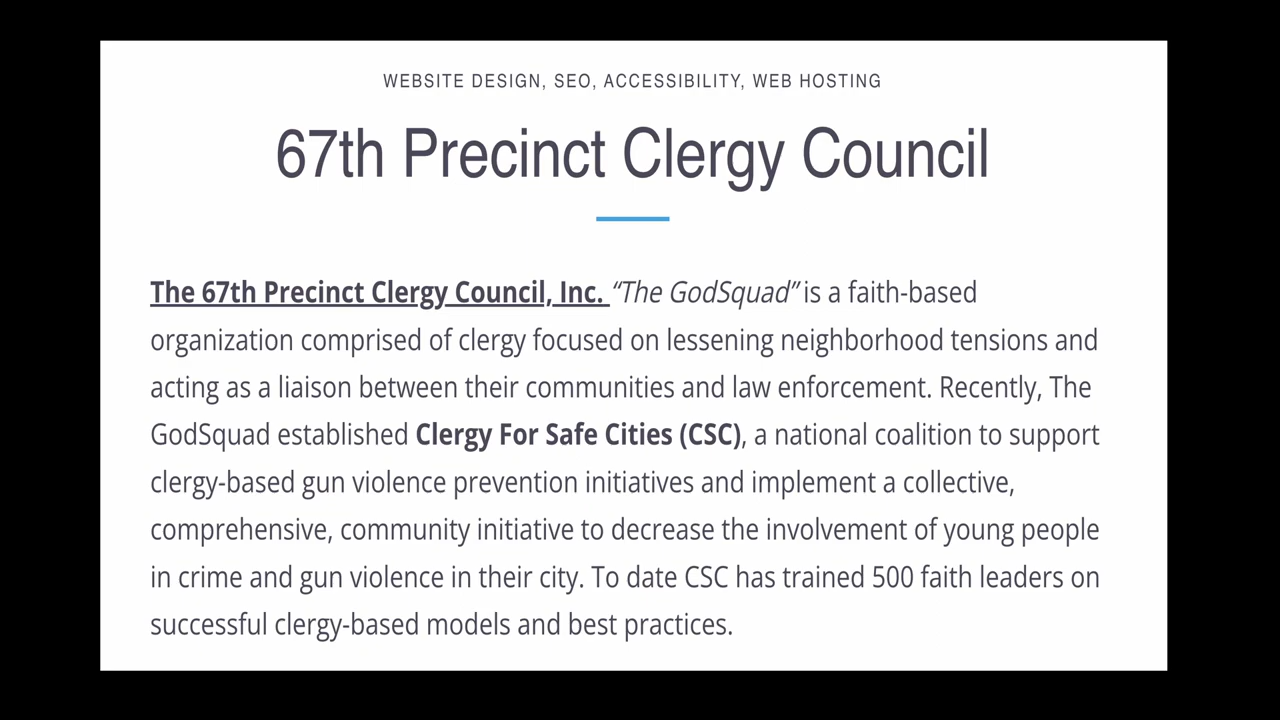 WEBSITE DESIGN, SEO, ACCESSIBILITY, WEB HOSTING
67th Precinct Clergy Council
The 67th Precinct Clergy Council, Inc. “The GodSquad” is a faith-based
organization comprised of clergy focused on lessening neighborhood tensions and
acting as a liaison between their communities and law enforcement. Recently, The
GodSquad established Clergy For Safe Cities (CSC), a national coalition to support
clergy-based gun violence prevention initiatives and implement a collective,
comprehensive, community initiative to decrease the involvement of young people
in crime and gun violence in their city. To date CSC has trained 500 faith leaders on
successful clergy-based models and best practices.